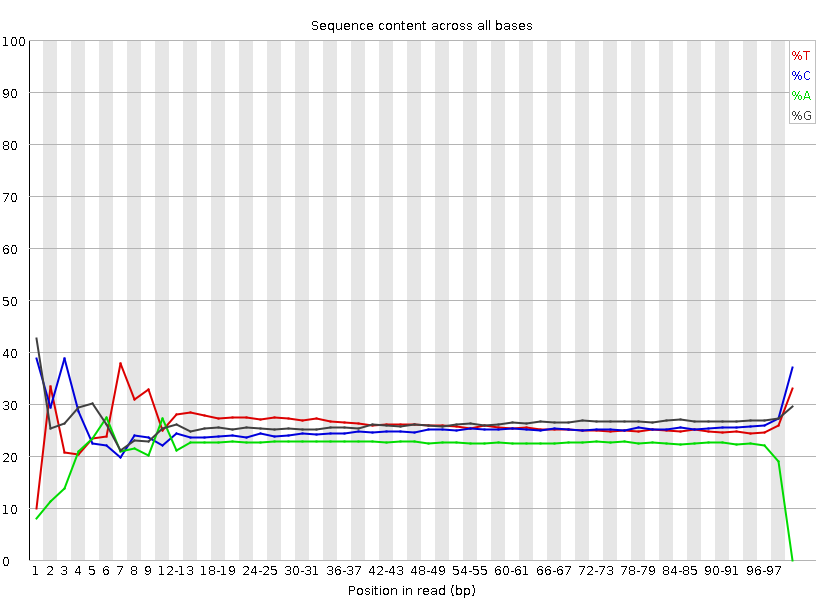 Sequence content across all bases
100
90
80
70
60
50
40
30
20
10
0
%T
%C
%A
%G
1 2 3 4 5 6 7 8 9 12-13 18-19 24-25 30-31 36-37 42-43 48-49 54-55 60-61 66-67 72-73 78-79 84-85 90-91 96-97
Position in read (bp)